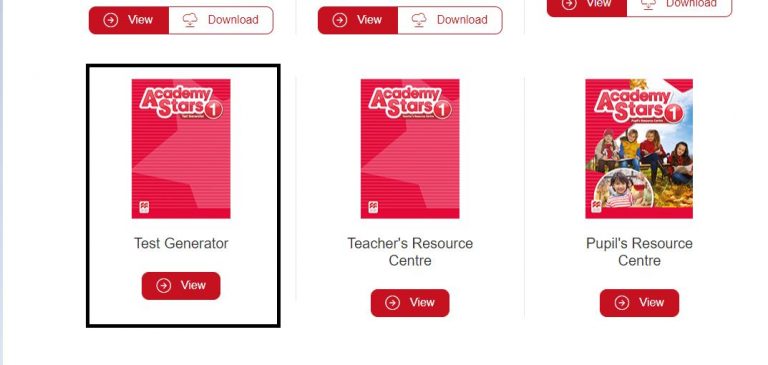 View Download View Download View Download
Academy Academy Academy
Stars 1 Stars 1 Stars 1
Test Generator Teacher's Resource Centre Pupil's Resource Centre
Test Generator Teacher's Resource Pupil's Resource
Centre Centre
View
View View